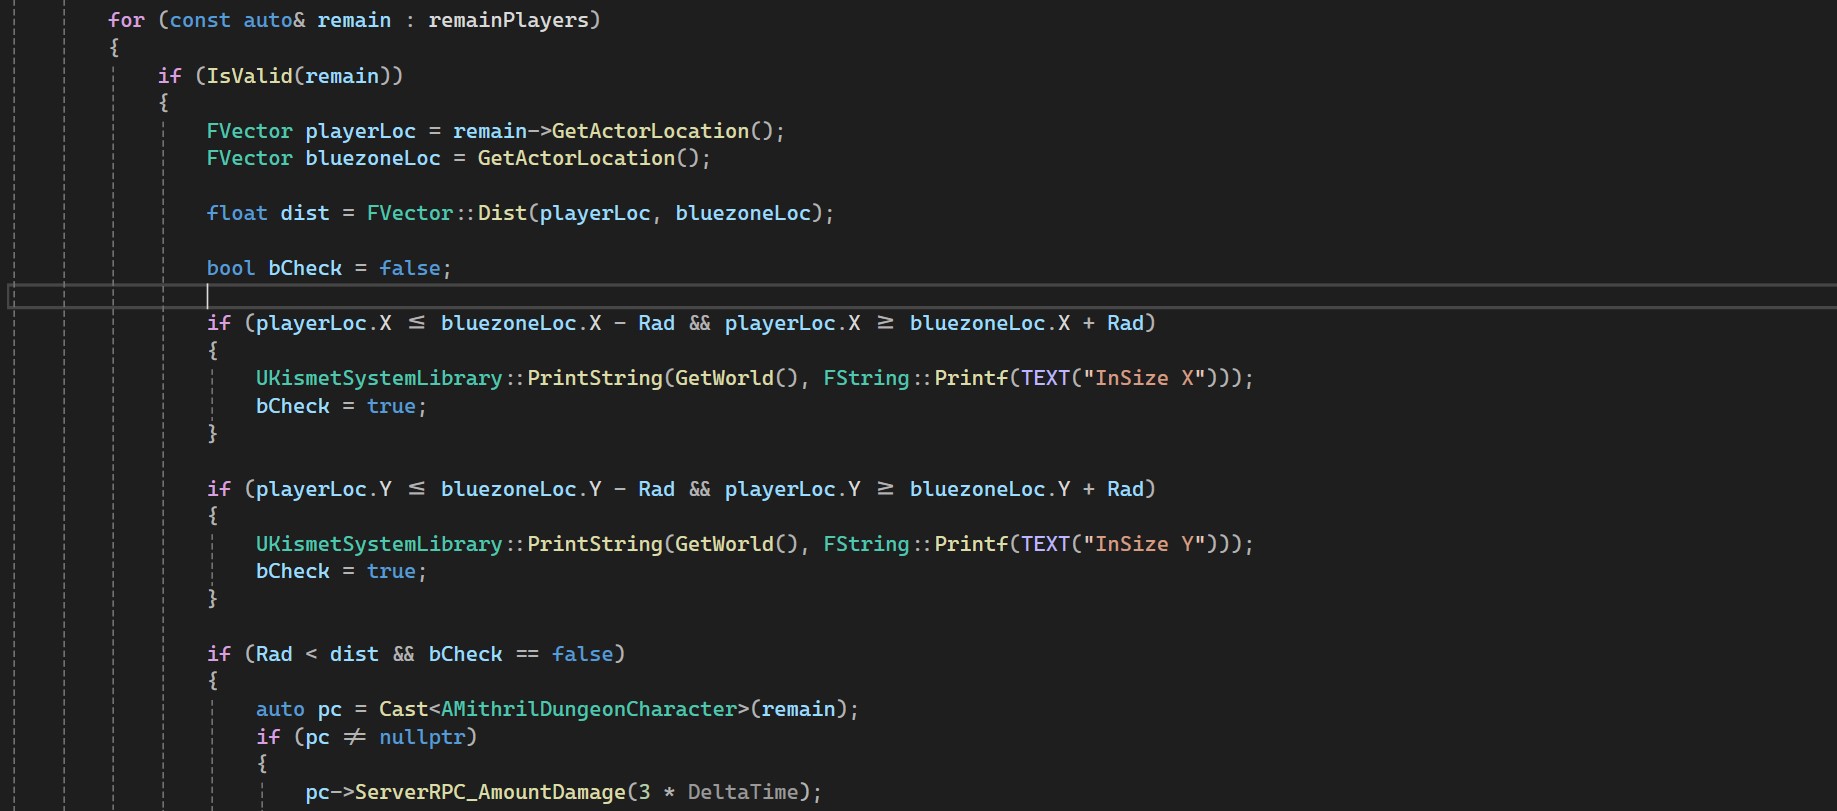 for (const auto& remain : remainPlayers)
{
if (IsValid(remain))
{
FVector playerLoc = remain->GetActorLocation();
FVector bluezoneLoc = GetActorLocation();
float dist = FVector::Dist(playerLoc, bluezoneLoc);
bool bCheck = false;
if (playerLoc.X ≤ bluezoneLoc.X - Rad && playerLoc.X ≥ bluezoneLoc.X + Rad)
{
UKismetSystemLibrary::PrintString(GetWorld(), FString::Printf(TEXT("InSize X")));
bCheck = true;
}
if (playerLoc.Y ≤ bluezoneLoc.Y - Rad && playerLoc.Y ≥ bluezoneLoc.Y + Rad)
{
UKismetSystemLibrary::PrintString(GetWorld(), FString::Printf(TEXT("InSize Y")));
bCheck = true;
}
if (Rad < dist && bCheck == false)
{
auto pc = Cast<AMithrilDungeonCharacter>(remain);
if (pc ≠ nullptr)
{
pc->ServerRPC_AmountDamage(3 * DeltaTime);